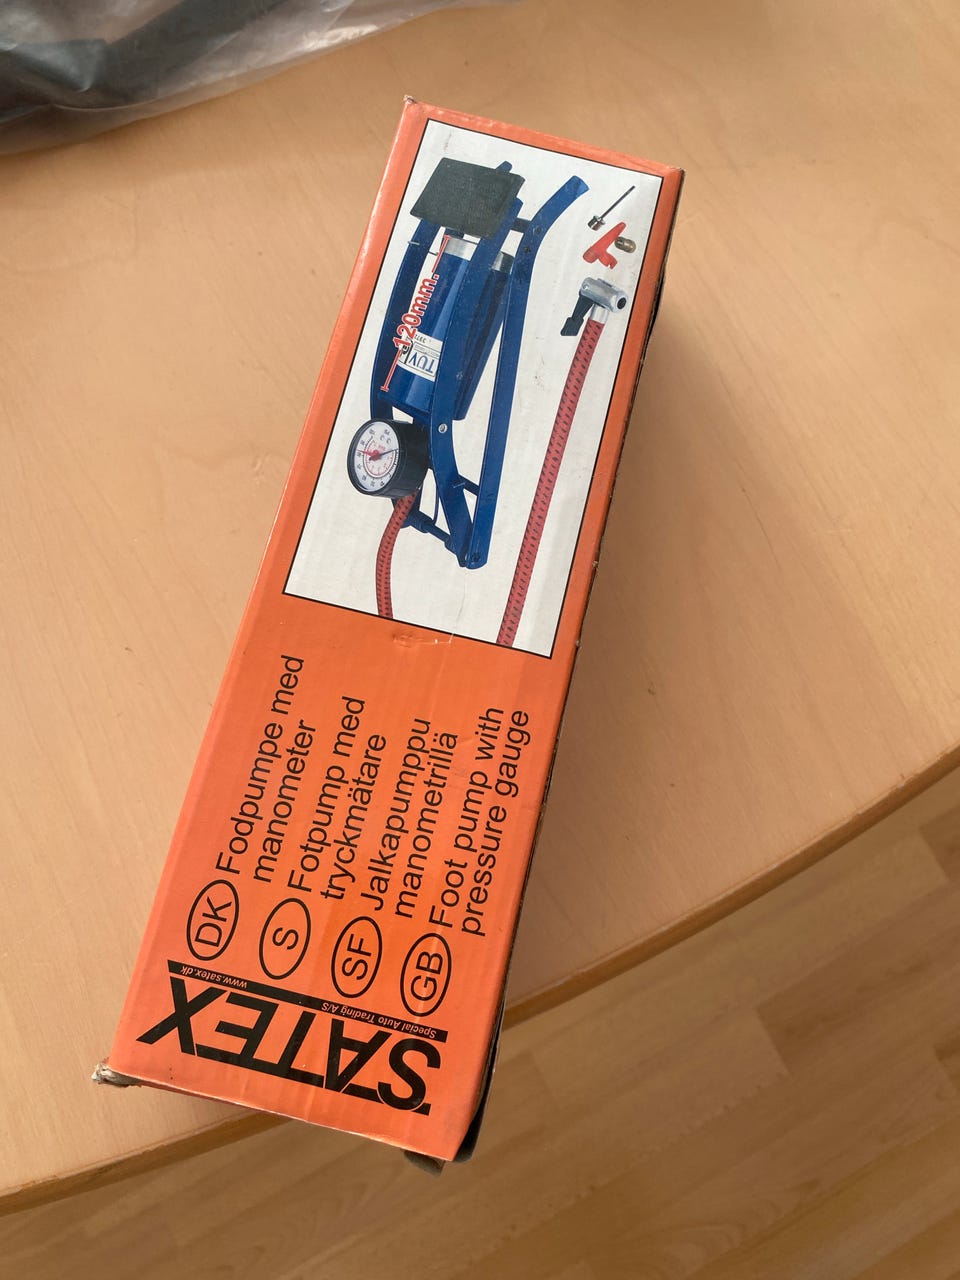 120mm.
TÜV
DK Fodpumpe med
manometer
S Fotpump med
tryckmätare
SF Jalkapumppu
manometrillä
GB Foot pump with
pressure gauge
www.satex.dk
Special Auto Trading A/S
SATEX